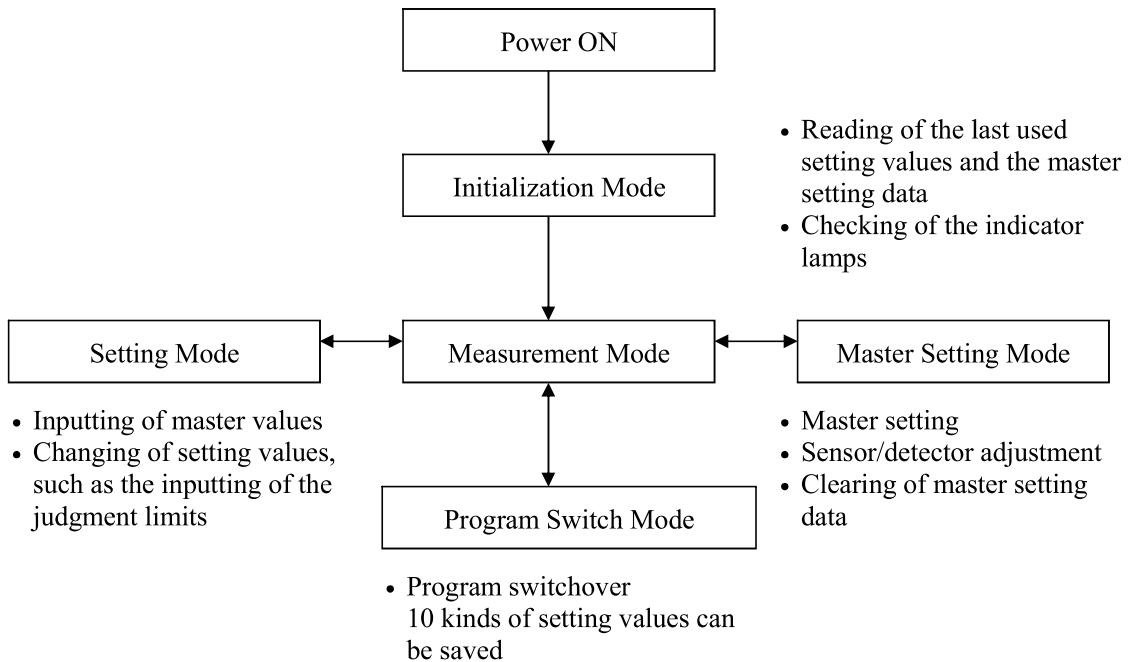 Power ON
Initialization Mode
• Reading of the last used
setting values and the master
setting data
• Checking of the indicator
lamps
Setting Mode
Measurement Mode
Master Setting Mode
• Inputting of master values
• Changing of setting values,
such as the inputting of the
judgment limits
• Master setting
• Sensor/detector adjustment
• Clearing of master setting
data
Program Switch Mode
• Program switchover
10 kinds of setting values can
be saved